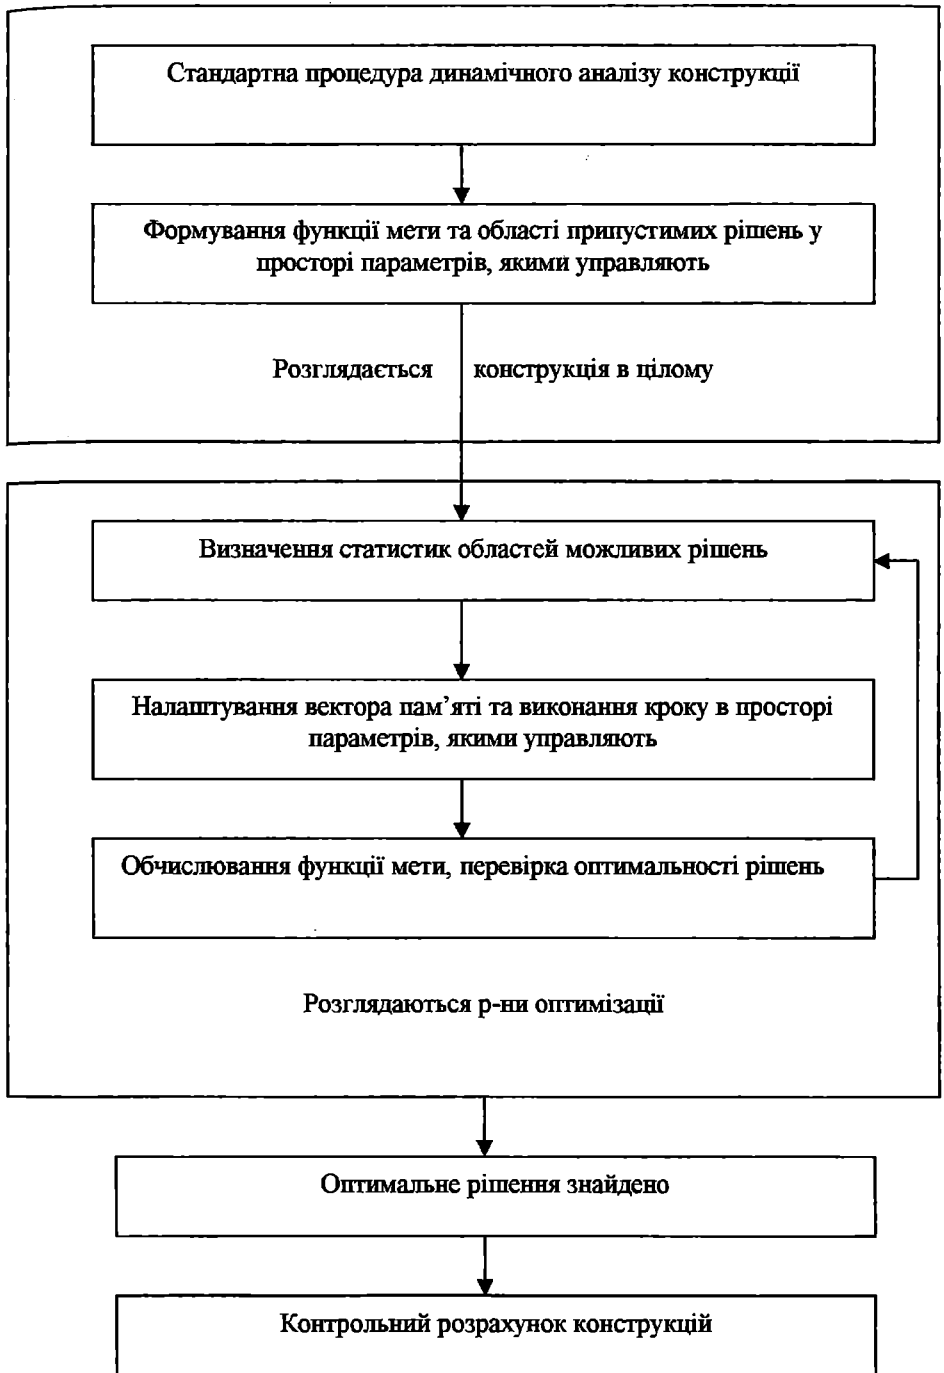 Стандартна процедура динамічного аналізу конструкції
Формування функції мети та області припустимих рішень у
просторі параметрів, якими управляють
Розглядається конструкція в цілому
Визначення статистик областей можливих рішень
Налаштування вектора пам’яті та виконання кроку в просторі
параметрів, якими управляють
Обчислювання функції мети, перевірка оптимальності рішень
Розглядаються р-ни оптимізації
Оптимальне рішення знайдено
Контрольний розрахунок конструкцій